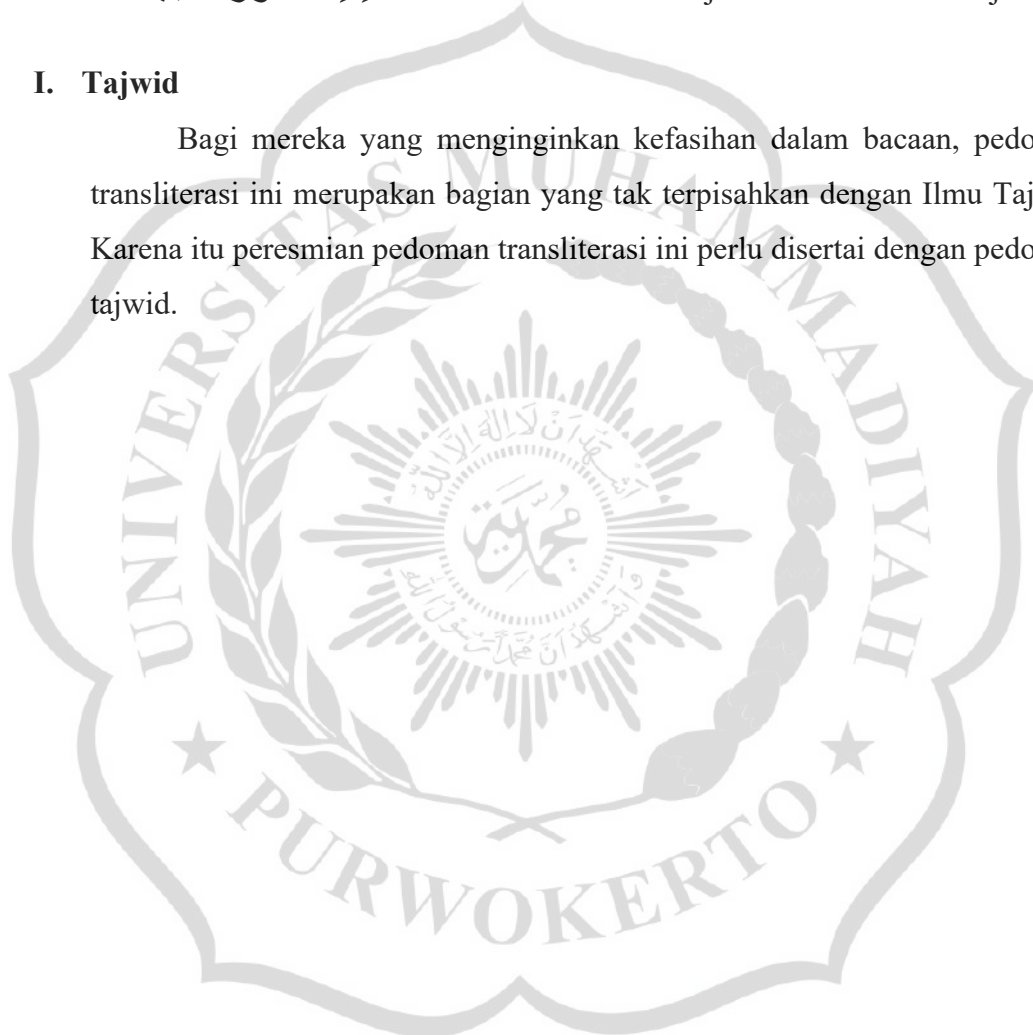 I. Tajwid
Bagi mereka yang menginginkan kefasihan dalam bacaan, pedo
transliterasi ini merupakan bagian yang tak terpisahkan dengan Ilmu Taj
Karena itu peresmian pedoman transliterasi ini perlu disertai dengan pedo
tajwid.
UNIVERSITAS MUHAMMADIYAH
PURWOKERTO